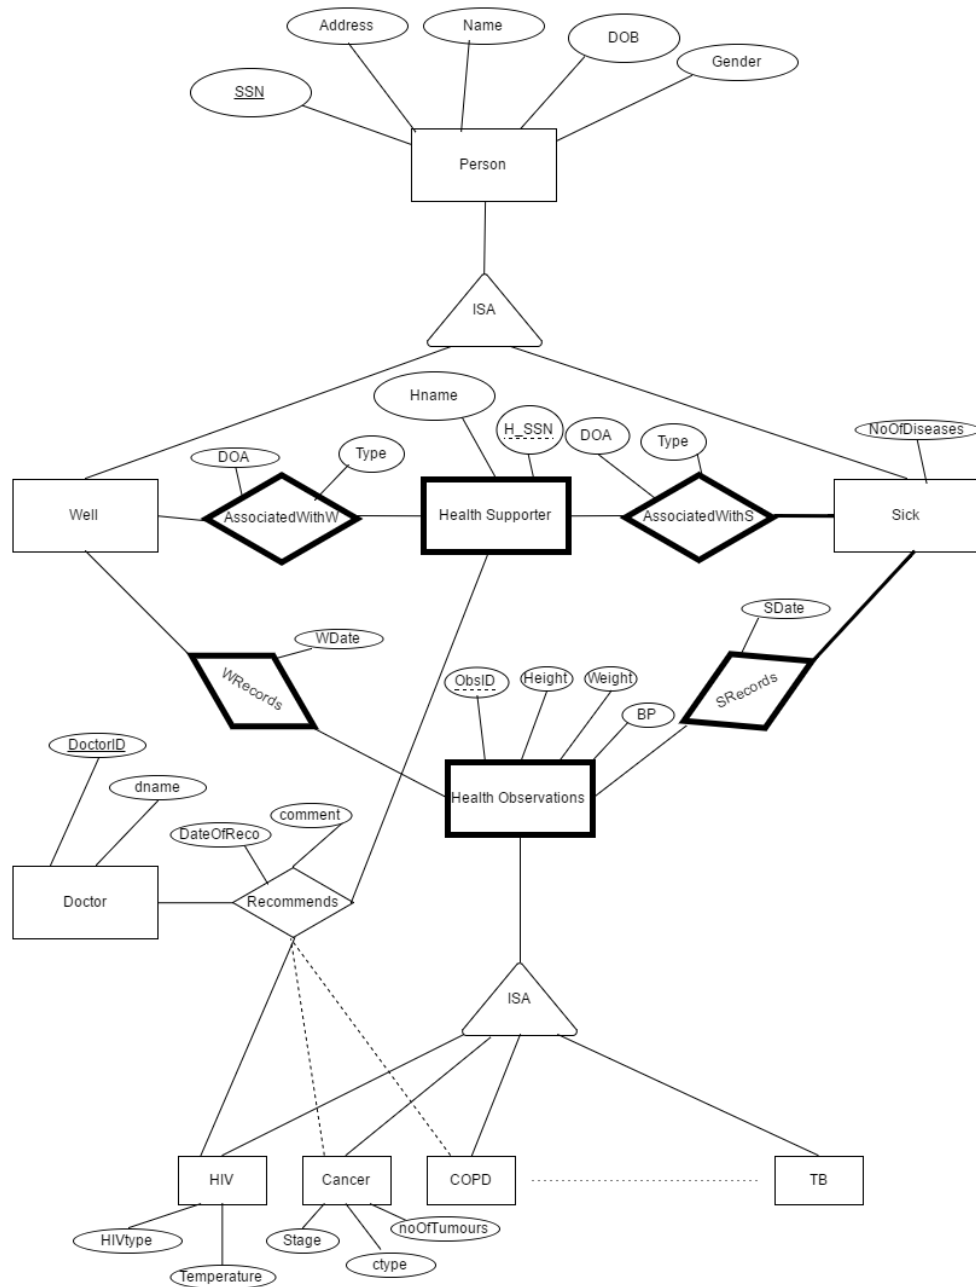 Address
Name
DOB
Gender
SSN
Person
ISA
Hname
H_SSN
DOA
Type
NoOfDiseases
DOA
Type
Well
AssociatedWithW
Health Supporter
AssociatedWithS
Sick
SDate
WDate
WRecords
ObsID
Height
Weight
SRecords
BP
DoctorID
dname
Health Observations
comment
DateOfReco
Doctor
Recommends
ISA
HIV
Cancer
COPD
TB
HIVtype
Stage
noOfTumours
ctype
Temperature